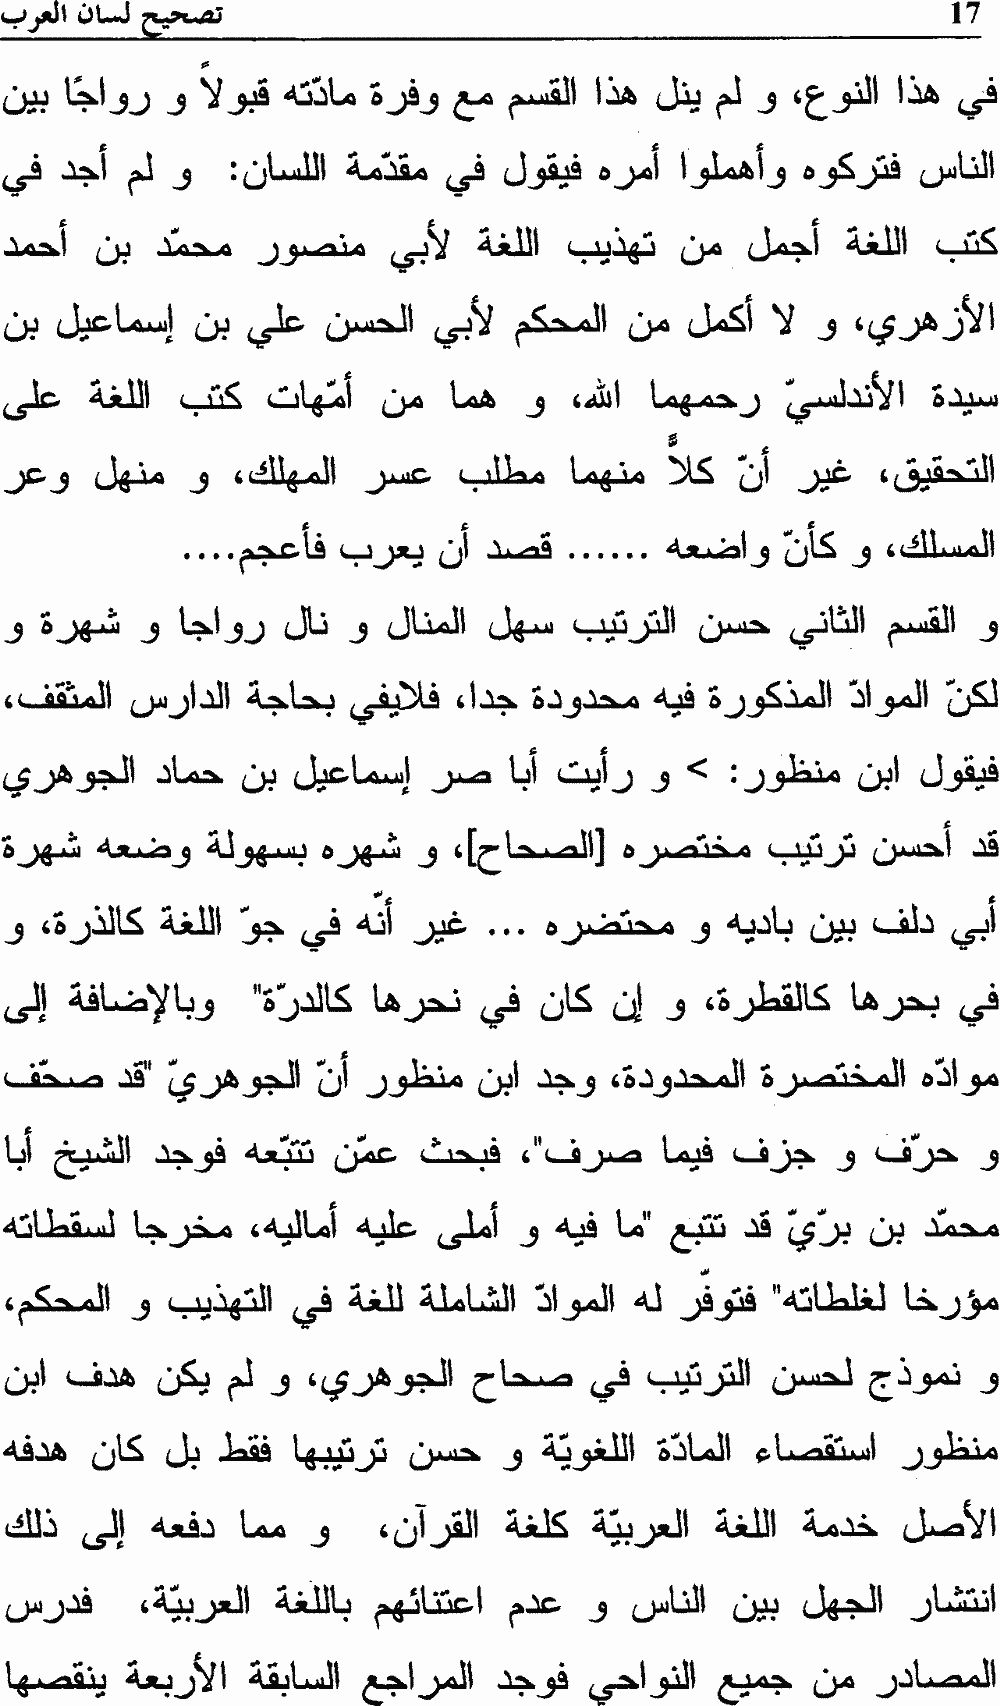 17 تصحيح لسان العرب
في هذا النوع، و لم ينل هذا القسم مع وفرة مادّته قبولاً و رواجًا بين
الناس فتركوه وأهملوا أمره فيقول في مقدّمة اللسان: و لم أجد في
كتب اللغة أجمل من تهذيب اللغة لأبي منصور محمّد بن أحمد
الأزهري، و لا أكمل من المحكم لأبي الحسن علي بن إسماعيل بن
سيدة الأندلسيّ رحمهما الله، و هما من أمّهات كتب اللغة على
التحقيق، غير أنّ كلاًّ منهما مطلب عسر المهلك، و منهل وعر
المسلك، و كأنّ واضعه ...... قصد أن يعرب فأعجم....
و القسم الثاني حسن الترتيب سهل المنال و نال رواجا و شهرة و
لكنّ الموادّ المذكورة فيه محدودة جدا، فلايفي بحاجة الدارس المثقف،
فيقول ابن منظور: > و رأيت أبا صر إسماعيل بن حماد الجوهري
قد أحسن ترتيب مختصره [الصحاح]، و شهره بسهولة وضعه شهرة
أبي دلف بين باديه و محتضره ... غير أنّه في جوّ اللغة كالذرة، و
في بحرها كالقطرة، و إن كان في نحرها كالدرّة" وبالإضافة إلى
موادّه المختصرة المحدودة، وجد ابن منظور أنّ الجوهريّ "قد صحّف
و حرّف و جزف فيما صرف"، فبحث عمّن تتبّعه فوجد الشيخ أبا
محمّد بن برّيّ قد تتبع "ما فيه و أملى عليه أماليه، مخرجا لسقطاته
مؤرخا لغلطاته" فتوفّر له الموادّ الشاملة للغة في التهذيب و المحكم،
و نموذج لحسن الترتيب في صحاح الجوهري، و لم يكن هدف ابن
منظور استقصاء المادّة اللغويّة و حسن ترتيبها فقط بل كان هدفه
الأصل خدمة اللغة العربيّة كلغة القرآن، و مما دفعه إلى ذلك
انتشار الجهل بين الناس و عدم اعتنائهم باللغة العربيّة، فدرس
المصادر من جميع النواحي فوجد المراجع السابقة الأربعة ينقصها